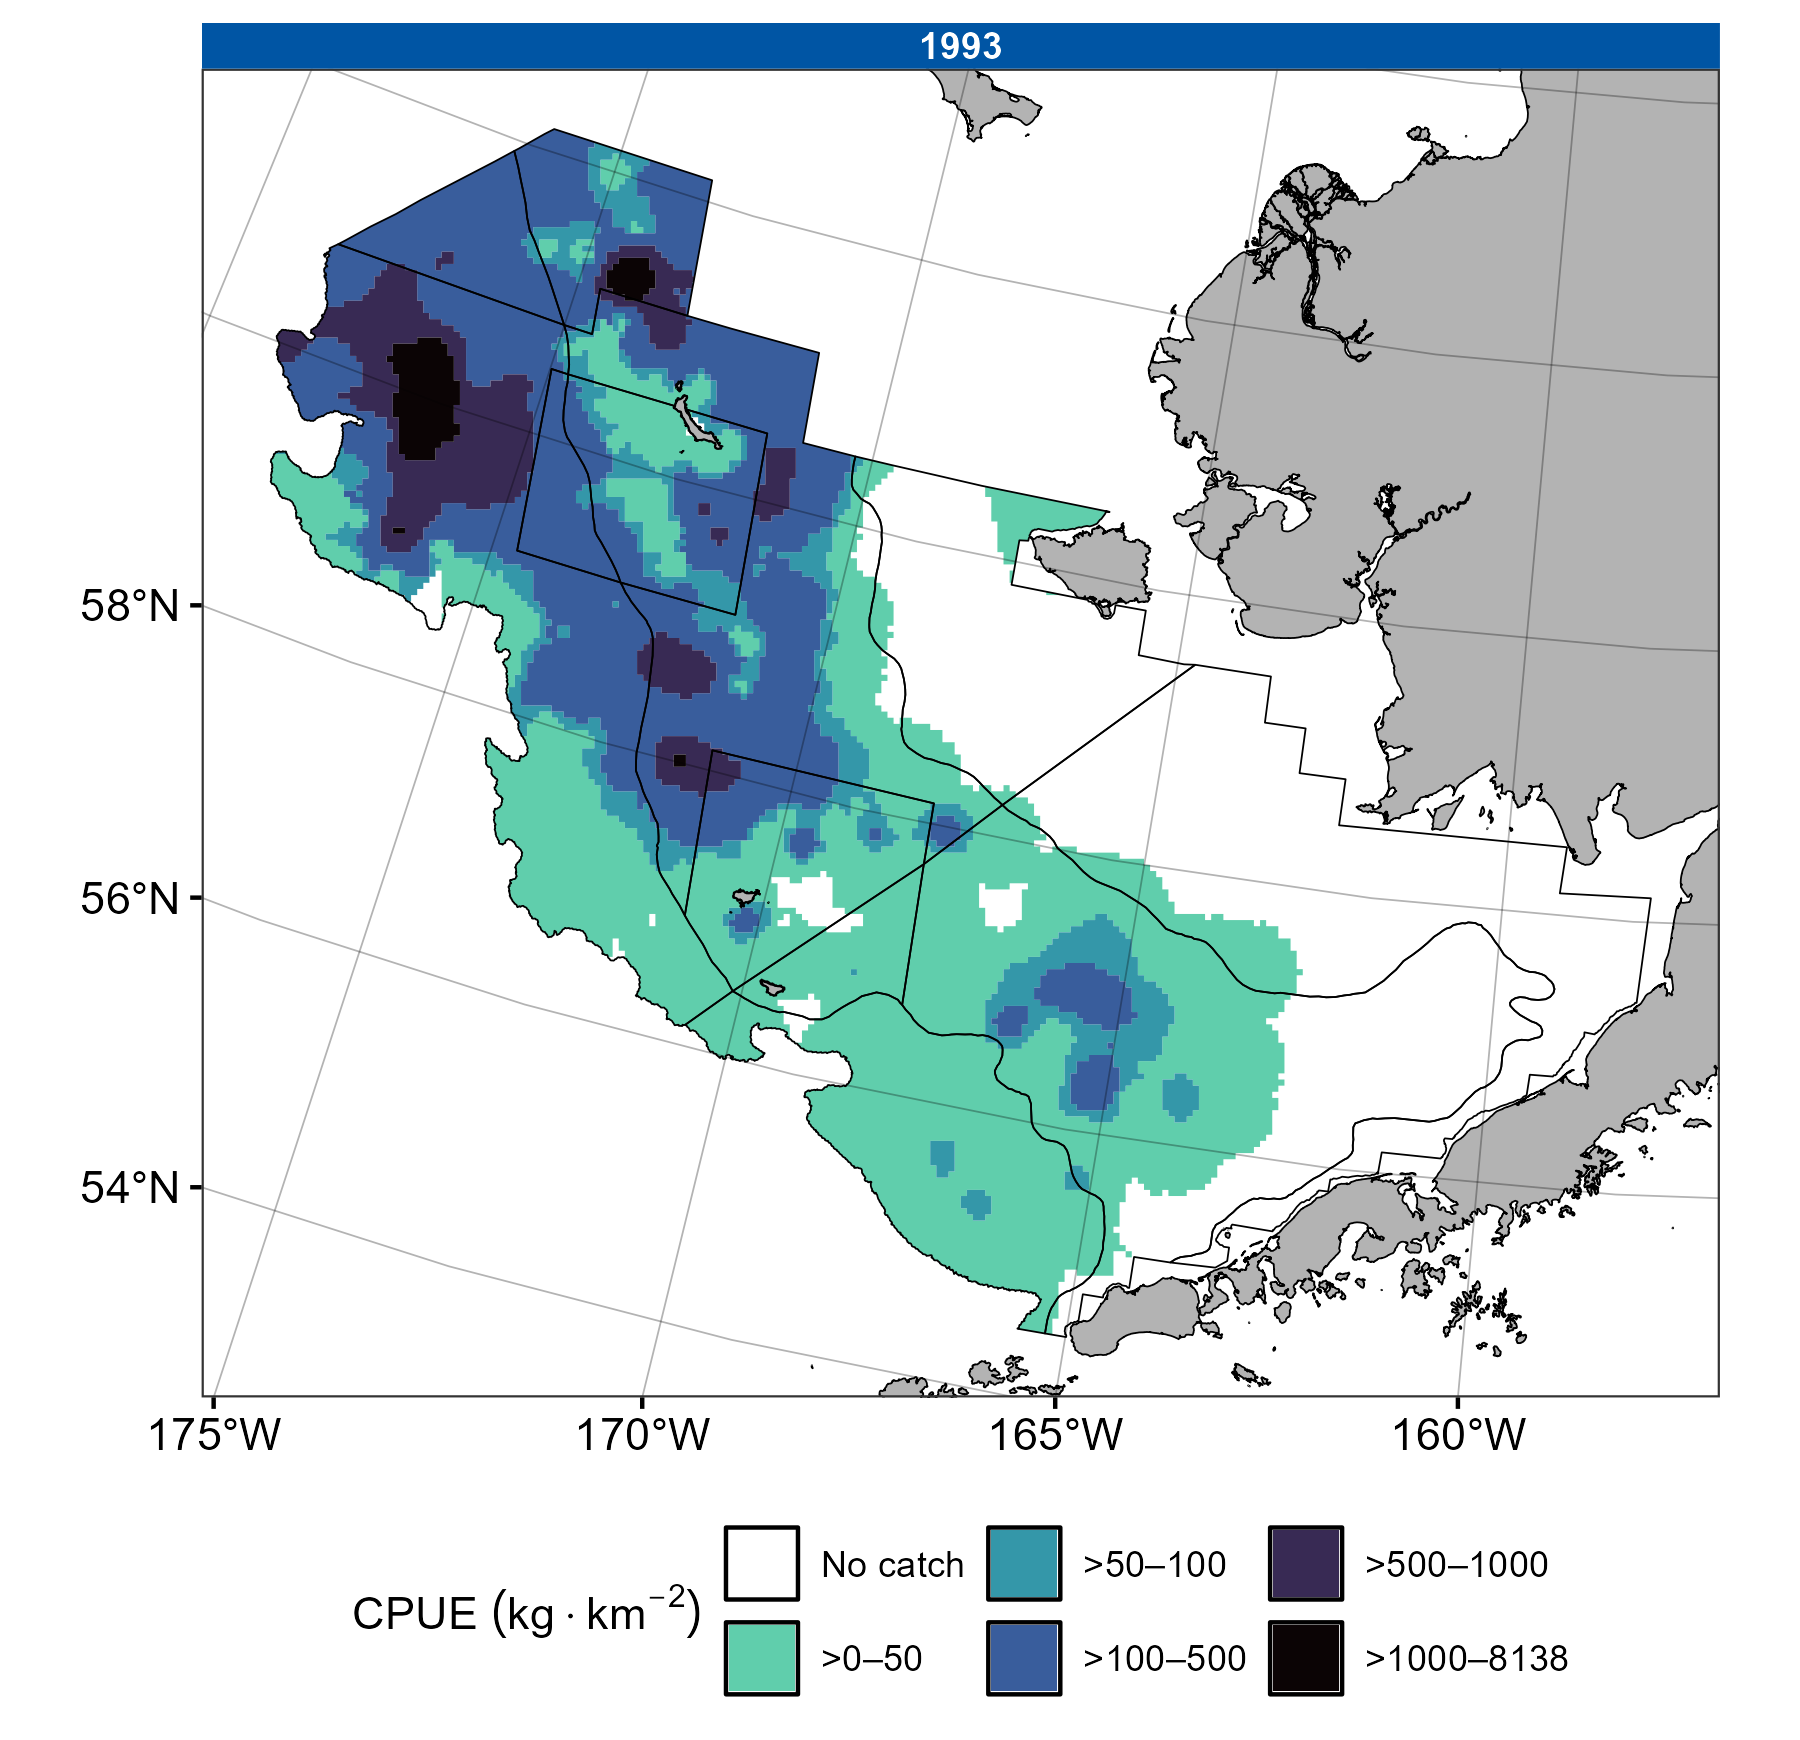 1993
58°N
56°N
54°N
175°W 170°W 165°W 160°W
CPUE (kg · km⁻²)
No catch
>0–50
>50–100
>100–500
>500–1000
>1000–8138